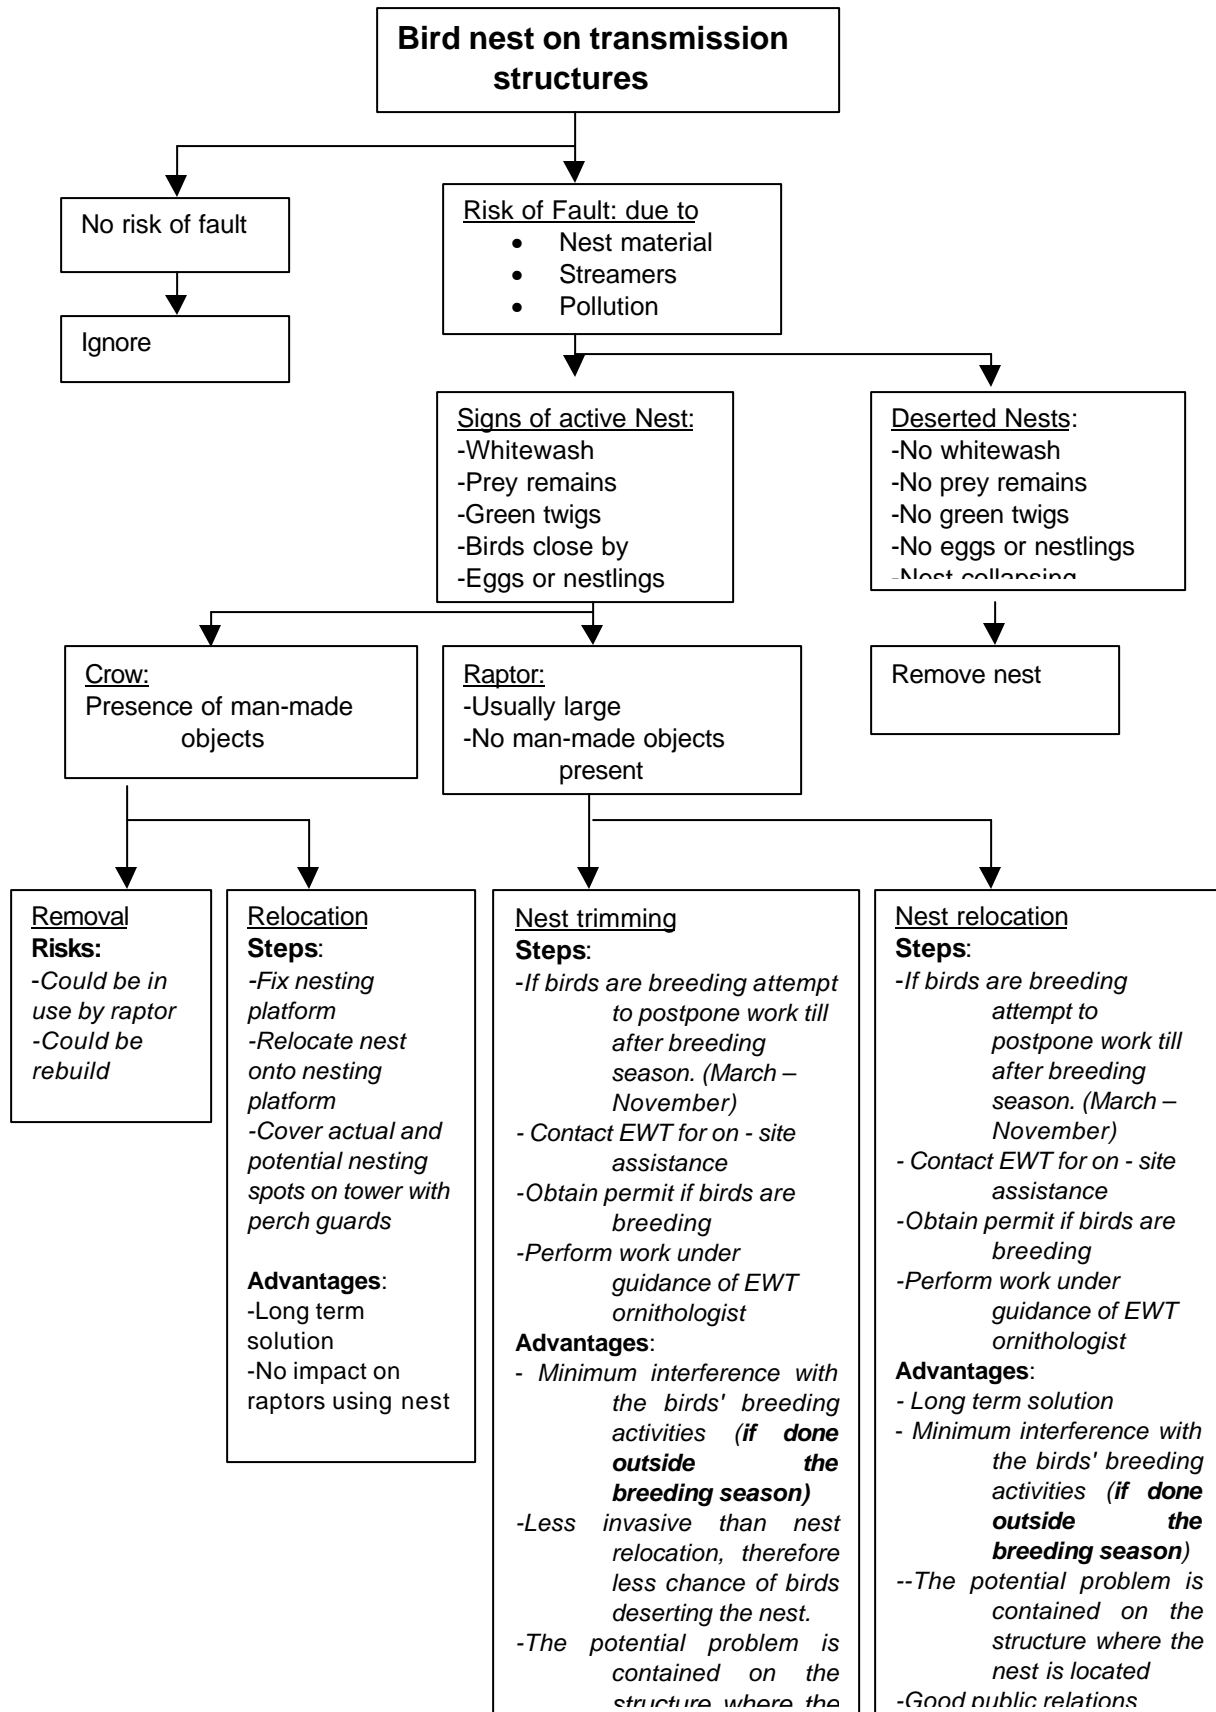 Bird nest on transmission
structures
No risk of fault
Ignore
Risk of Fault: due to
• Nest material
• Streamers
• Pollution
Signs of active Nest:
-Whitewash
-Prey remains
-Green twigs
-Birds close by
-Eggs or nestlings
Deserted Nests:
-No whitewash
-No prey remains
-No green twigs
-No eggs or nestlings
-Nest collapsing
Crow:
Presence of man-made
objects
Raptor:
-Usually large
-No man-made objects
present
Remove nest
Removal
Risks:
-Could be in
use by raptor
-Could be
rebuild
Relocation
Steps:
-Fix nesting
platform
-Relocate nest
onto nesting
platform
-Cover actual and
potential nesting
spots on tower with
perch guards
Advantages:
-Long term
solution
-No impact on
raptors using nest
Nest trimming
Steps:
-If birds are breeding attempt
to postpone work till
after breeding
season. (March –
November)
- Contact EWT for on - site
assistance
-Obtain permit if birds are
breeding
-Perform work under
guidance of EWT
ornithologist
Advantages:
- Minimum interference with
the birds' breeding
activities (if done
outside the
breeding season)
-Less invasive than nest
relocation, therefore
less chance of birds
deserting the nest.
-The potential problem is
contained on the
structure where the
Nest relocation
Steps:
-If birds are breeding
attempt to
postpone work till
after breeding
season. (March –
November)
- Contact EWT for on - site
assistance
-Obtain permit if birds are
breeding
-Perform work under
guidance of EWT
ornithologist
Advantages:
- Long term solution
- Minimum interference with
the birds' breeding
activities (if done
outside the
breeding season)
--The potential problem is
contained on the
structure where the
nest is located
-Good public relations